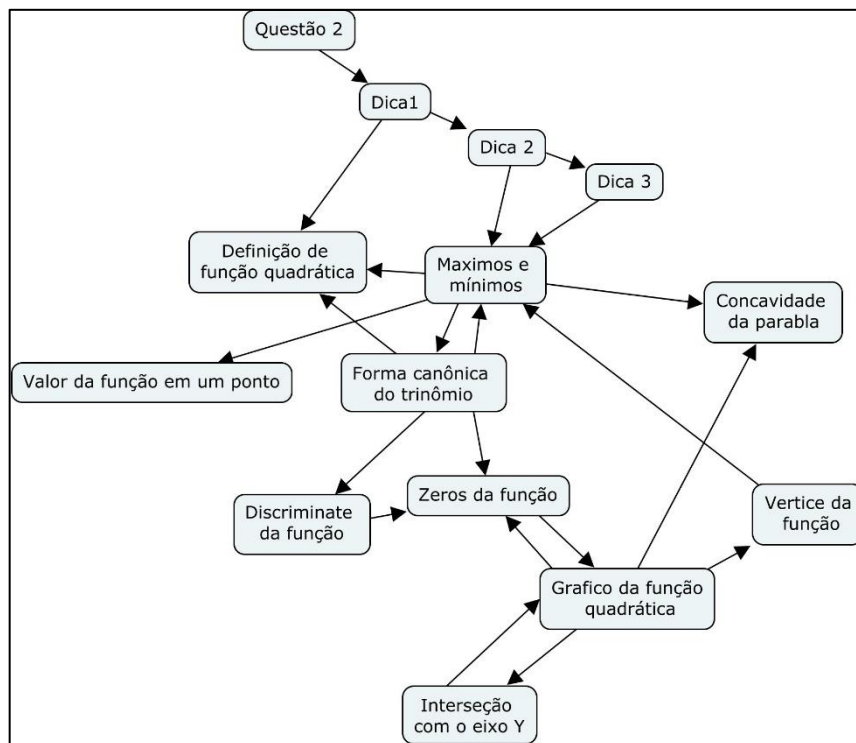 Questão 2
Dica1
Dica 2
Dica 3
Definição de
função quadrática
Maximos e
mínimos
Concavidade
da parabla
Valor da função em um ponto
Forma canônica
do trinômio
Discriminate
da função
Zeros da função
Vertice da
função
Grafico da função
quadrática
Interseção
com o eixo Y